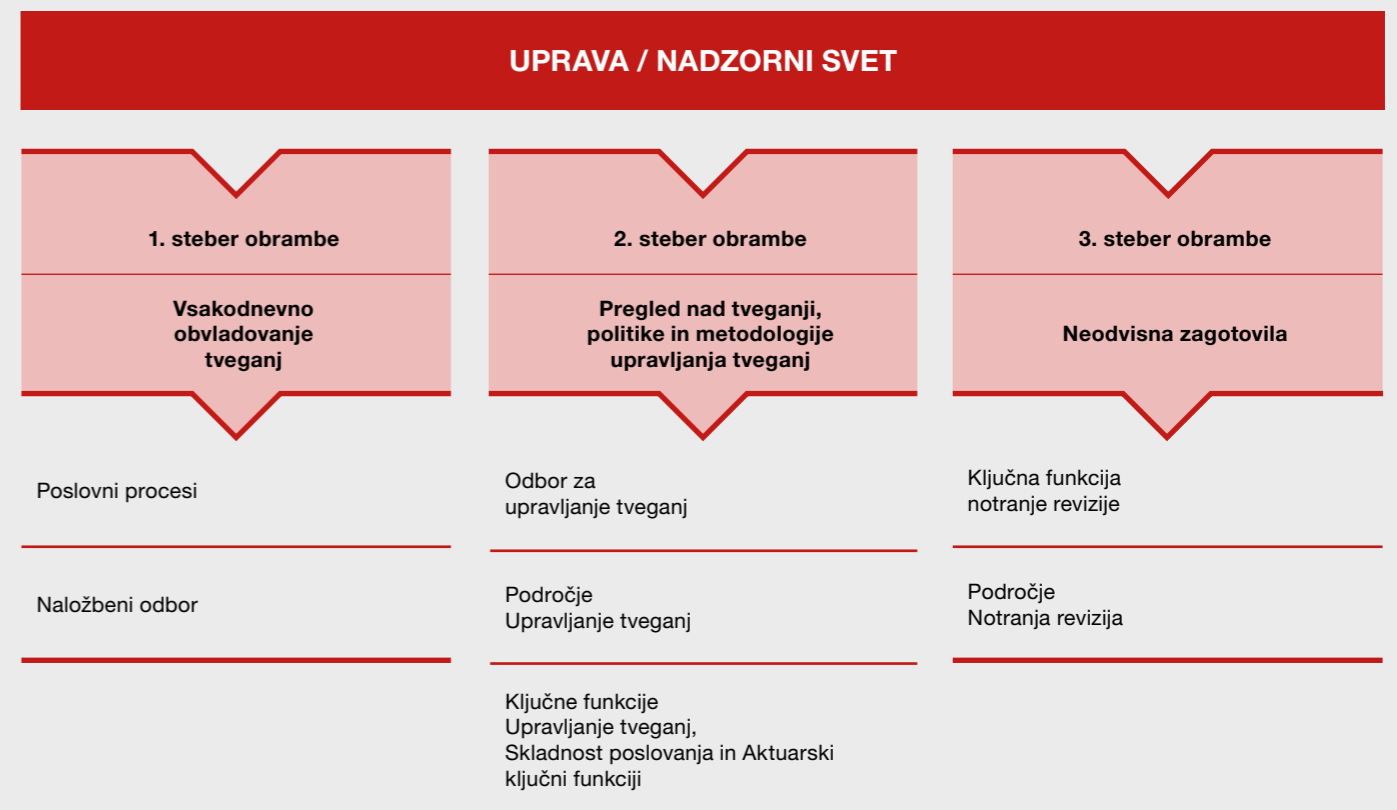 UPRAVA / NADZORNI SVET
1. steber obrambe
Vsakodnevno
obvladovanje
tveganj
Poslovni procesi
Naložbeni odbor
2. steber obrambe
Pregled nad tveganji,
politike in metodologije
upravljanja tveganj
Odbor za
upravljanje tveganj
Področje
Upravljanje tveganj
Ključne funkcije
Upravljanje tveganj,
Skladnost poslovanja in Aktuarski
ključni funkciji
3. steber obrambe
Neodvisna zagotovila
Ključna funkcija
notranje revizije
Področje
Notranja revizija